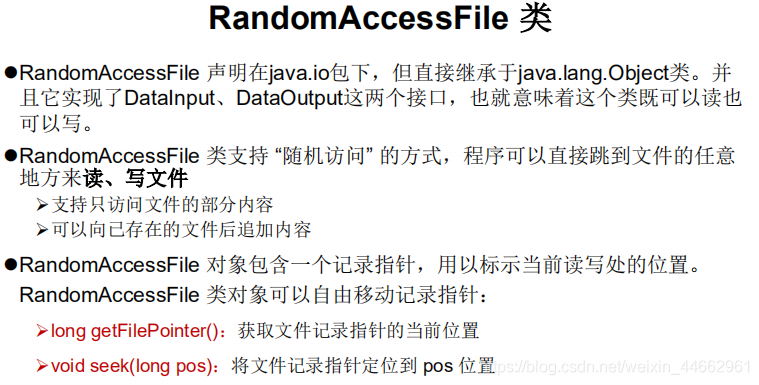 RandomAccessFile 类
●RandomAccessFile 声明在java.io包下，但直接继承于java.lang.Object类。并
且它实现了DataInput、DataOutput这两个接口，也就意味着这个类既可以读也
可以写。
●RandomAccessFile 类支持 “随机访问” 的方式，程序可以直接跳到文件的任意
地方来读、写文件
➢支持只访问文件的部分内容
➢可以向已存在的文件后追加内容
●RandomAccessFile 对象包含一个记录指针，用以标示当前读写处的位置。
RandomAccessFile 类对象可以自由移动记录指针：
➢long getFilePointer()：获取文件记录指针的当前位置
➢void seek(long pos)：将文件记录指针定位到 pos 位置
https://blog.csdn.net/weixin_44662961